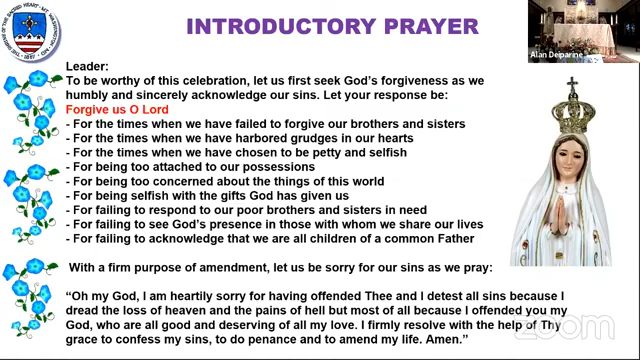 INTRODUCTORY PRAYER
Alan Deiparine
Leader:
To be worthy of this celebration, let us first seek God's forgiveness as we
humbly and sincerely acknowledge our sins. Let your response be:
Forgive us O Lord
- For the times when we have failed to forgive our brothers and sisters
- For the times when we have harbored grudges in our hearts
- For the times when we have chosen to be petty and selfish
- For being too attached to our possessions
- For being too concerned about the things of this world
- For being selfish with the gifts God has given us
- For failing to respond to our poor brothers and sisters in need
- For failing to see God's presence in those with whom we share our lives
- For failing to acknowledge that we are all children of a common Father
With a firm purpose of amendment, let us be sorry for our sins as we pray:
"Oh my God, I am heartily sorry for having offended Thee and I detest all sins because I
dread the loss of heaven and the pains of hell but most of all because I offended you my
God, who are all good and deserving of all my love. I firmly resolve with the help of Thy
grace to confess my sins, to do penance and to amend my life. Amen."
zoom